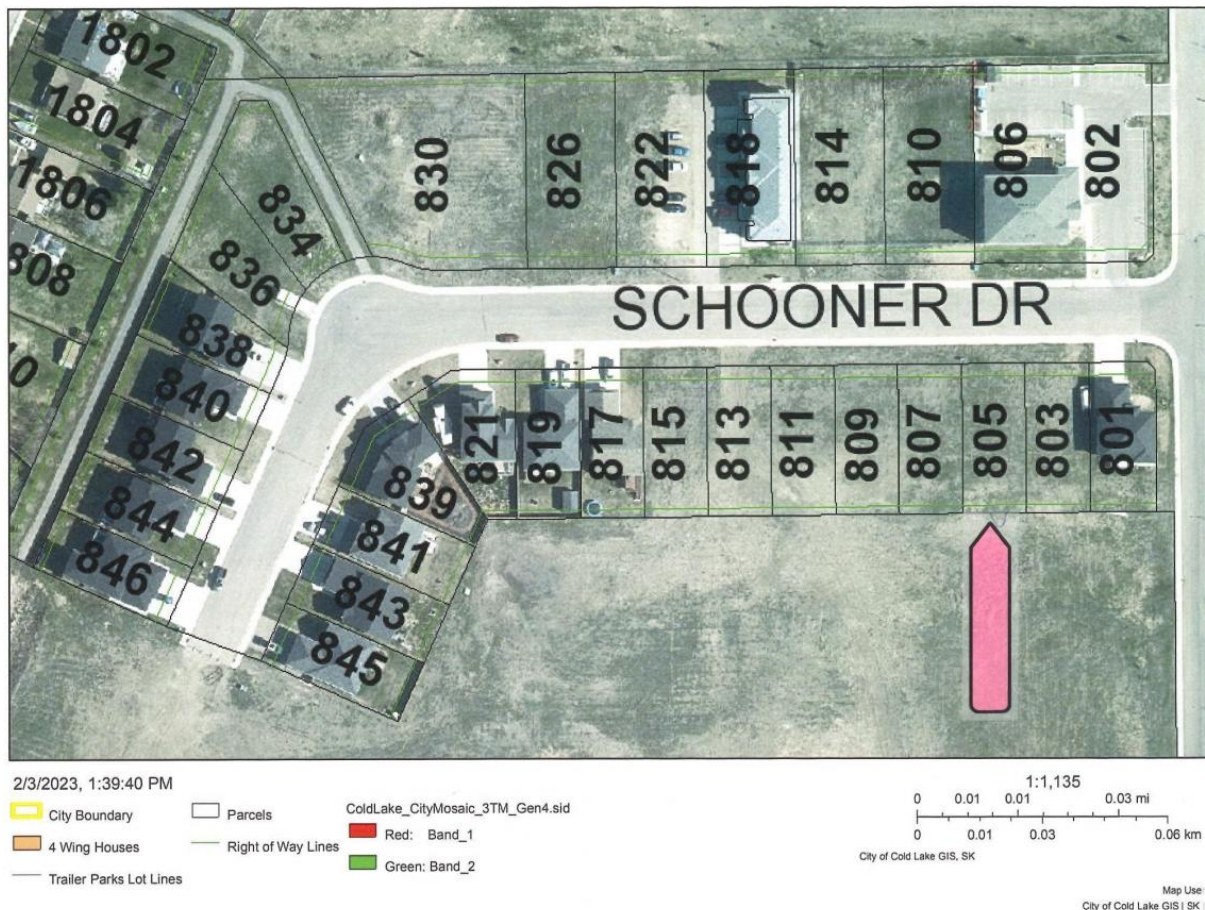 1802
1804
1806
808
10
834
836
838
840
842
844
846
830
826
822
818
814
810
806
802
SCHOONER DR
821
819
817
815
813
811
809
807
805
803
801
839
841
843
845
2/3/2023, 1:39:40 PM
City Boundary
4 Wing Houses
Trailer Parks Lot Lines
Parcels
Right of Way Lines
ColdLake_CityMosaic_3TM_Gen4.sid
Red: Band_1
Green: Band_2
1:1,135
0 0.01 0.01 0.03 mi
0 0.01 0.03 0.06 km
City of Cold Lake GIS, SK
Map Use
City of Cold Lake GIS | SK